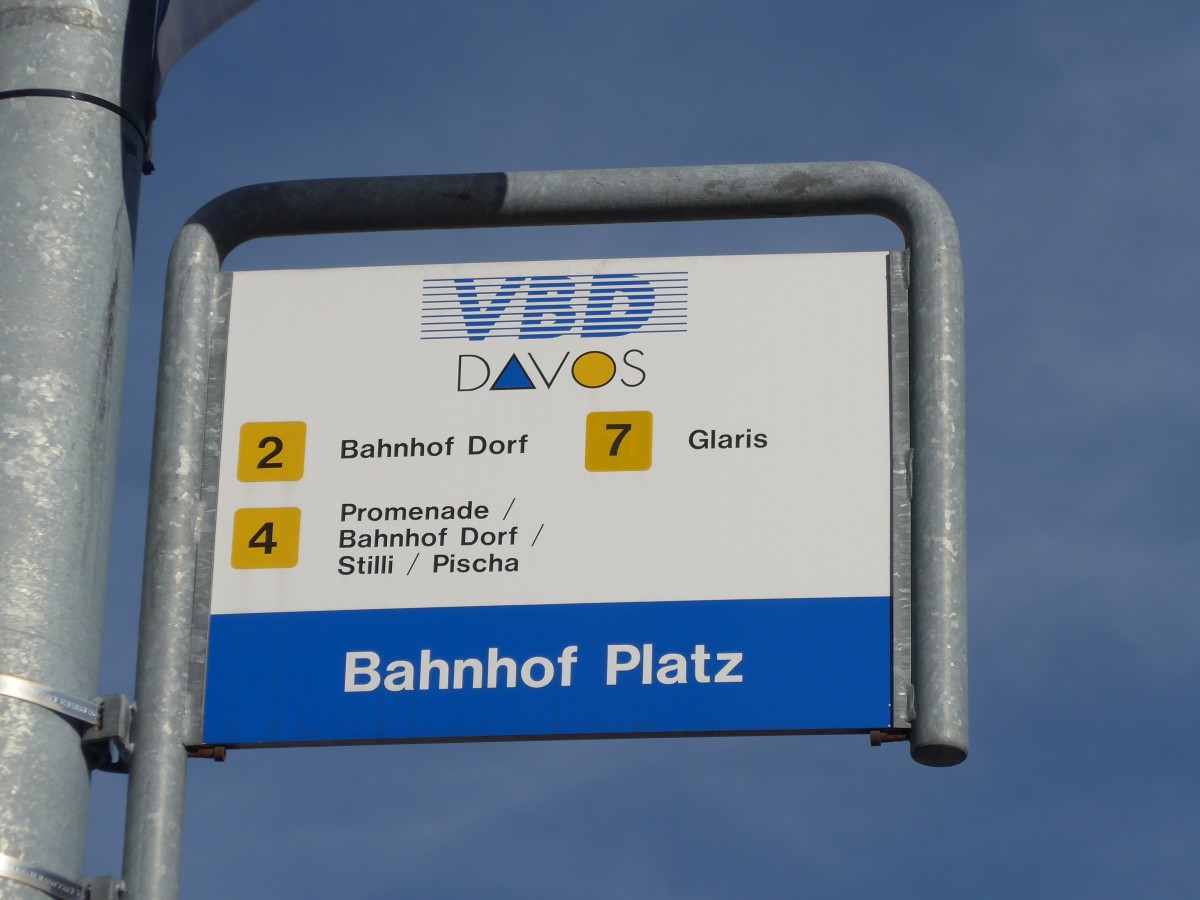 VBD
DAVOS
2 Bahnhof Dorf
7 Glaris
4 Promenade /
Bahnhof Dorf /
Stilli / Pischa
Bahnhof Platz